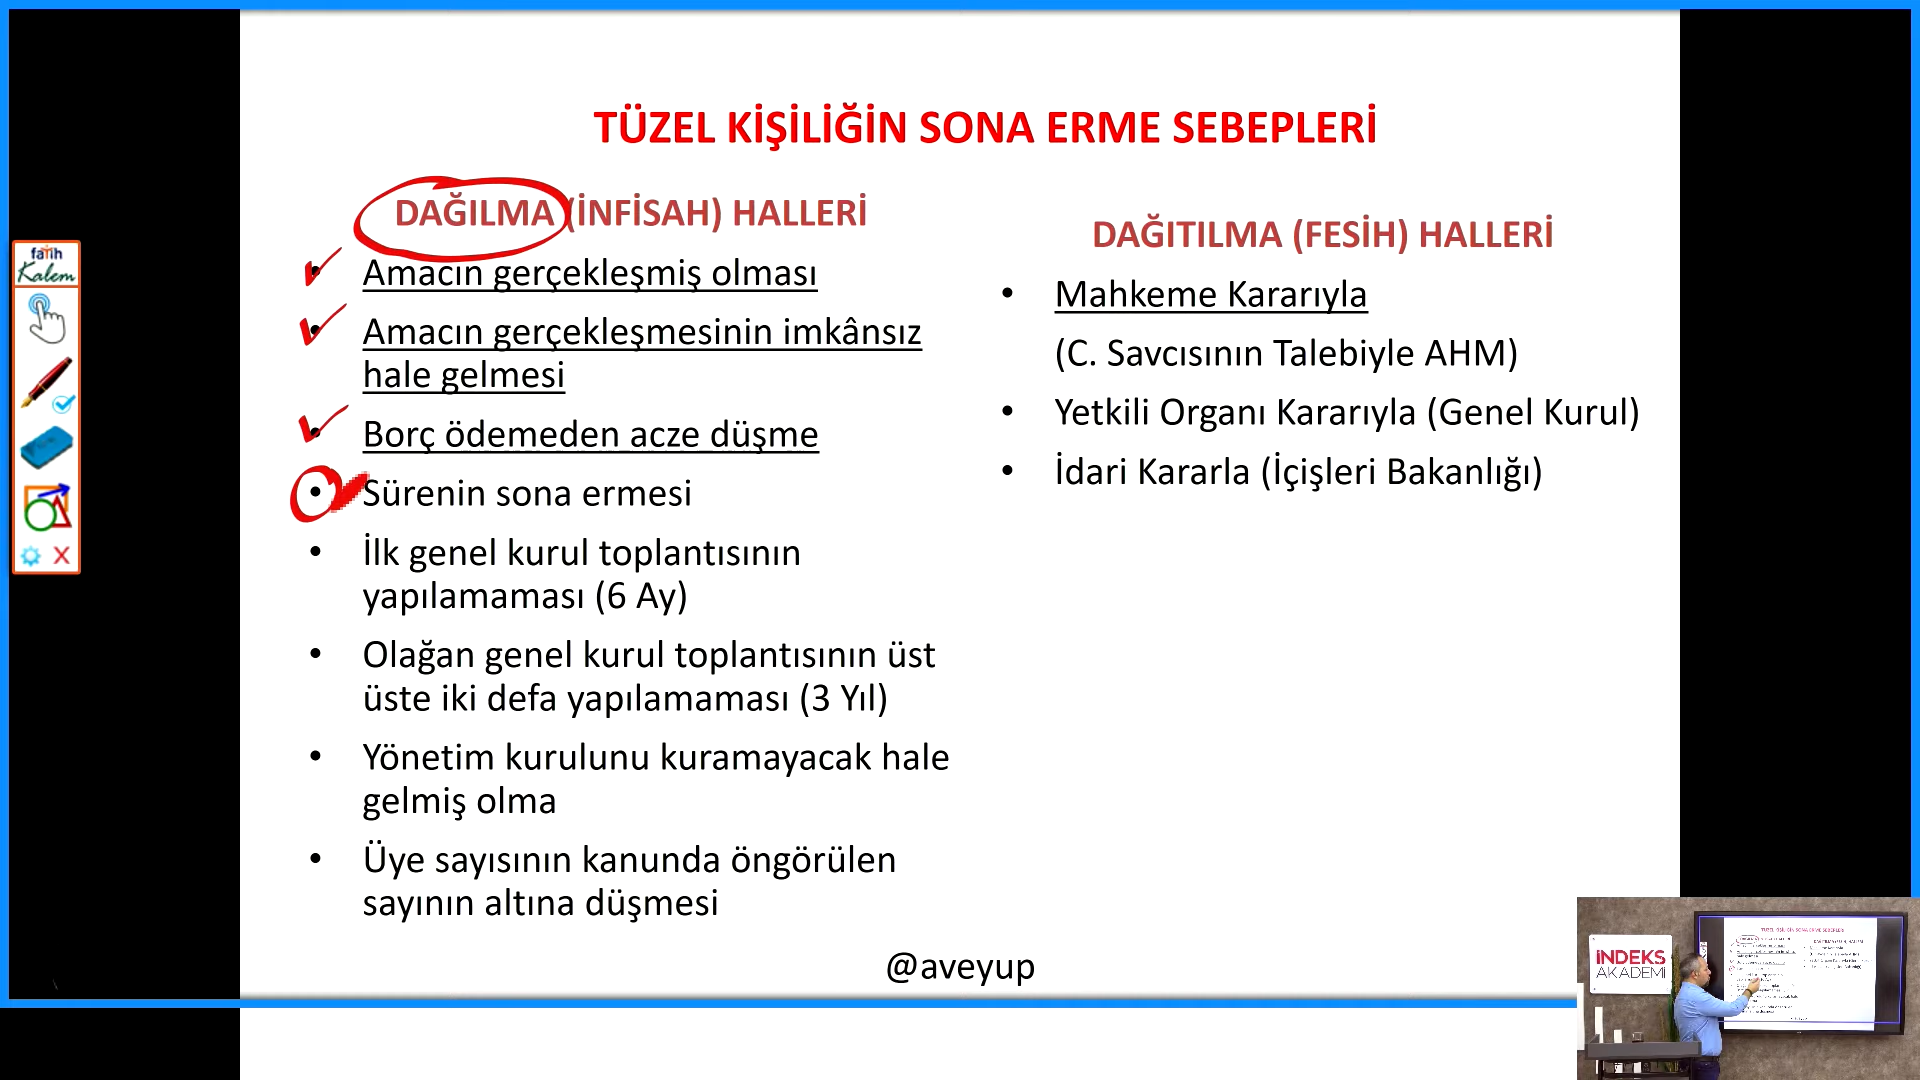 TÜZEL KİŞİLİĞİN SONA ERME SEBEPLERİ
DAĞILMA (İNFİSAH) HALLERİ
• Amacın gerçekleşmiş olması
• Amacın gerçekleşmesinin imkânsız
hale gelmesi
• Borç ödemeden acze düşme
• Sürenin sona ermesi
• İlk genel kurul toplantısının
yapılamaması (6 Ay)
• Olağan genel kurul toplantısının üst
üste iki defa yapılamaması (3 Yıl)
• Yönetim kurulunu kuramayacak hale
gelmiş olma
• Üye sayısının kanunda öngörülen
sayının altına düşmesi
DAĞITILMA (FESİH) HALLERİ
• Mahkeme Kararıyla
(C. Savcısının Talebiyle AHM)
• Yetkili Organı Kararıyla (Genel Kurul)
• İdari Kararla (İçişleri Bakanlığı)
@aveyup
fatih
Kalem
İNDEKS
AKADEMİ